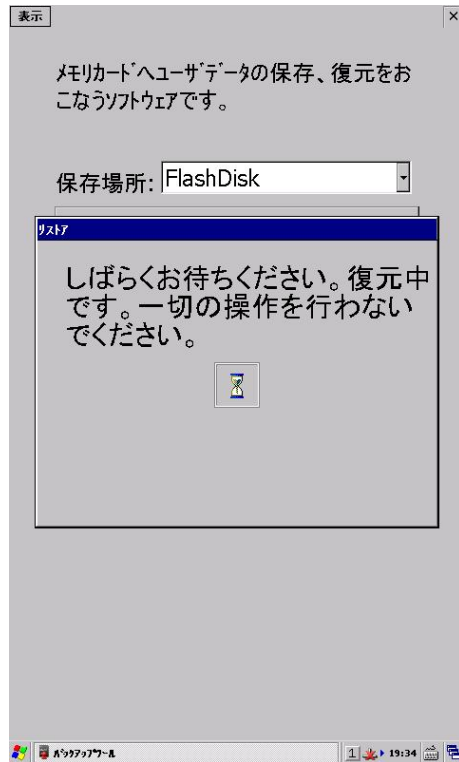 表示
ﾒﾓﾘｶｰﾄﾞへﾕｰｻﾞﾃﾞｰﾀの保存、復元をお
こなうｿﾌﾄｳｪｱです。
保存場所: FlashDisk
ﾘｽﾄｱ
しばらくお待ちください。復元中
です。一切の操作を行わない
でください。
ﾊﾞｯｸｱｯﾌﾟﾂｰﾙ
1 19:34